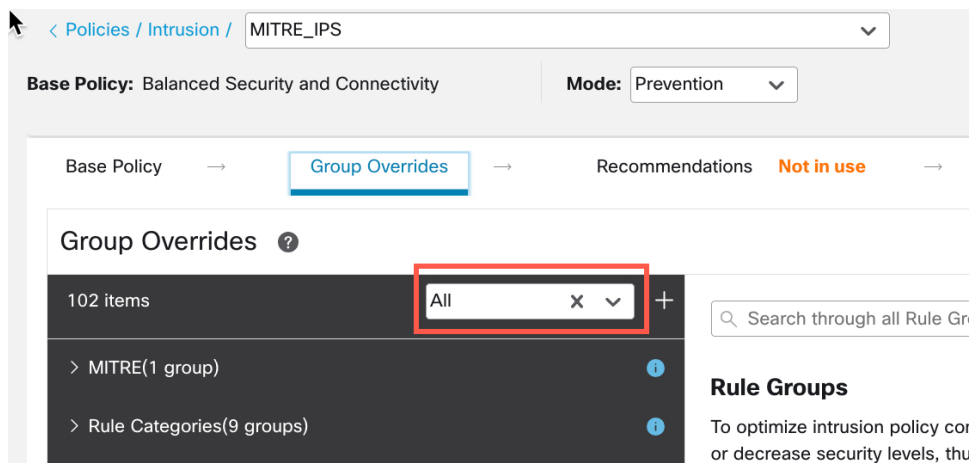 Policies / Intrusion / MITRE_IPS
Base Policy: Balanced Security and Connectivity Mode: Prevention
Base Policy → Group Overrides → Recommendations Not in use →
Group Overrides ?
102 items All
Search through all Rule Gr
MITRE(1 group)
Rule Groups
Rule Categories(9 groups)
To optimize intrusion policy
or decrease security levels, thu